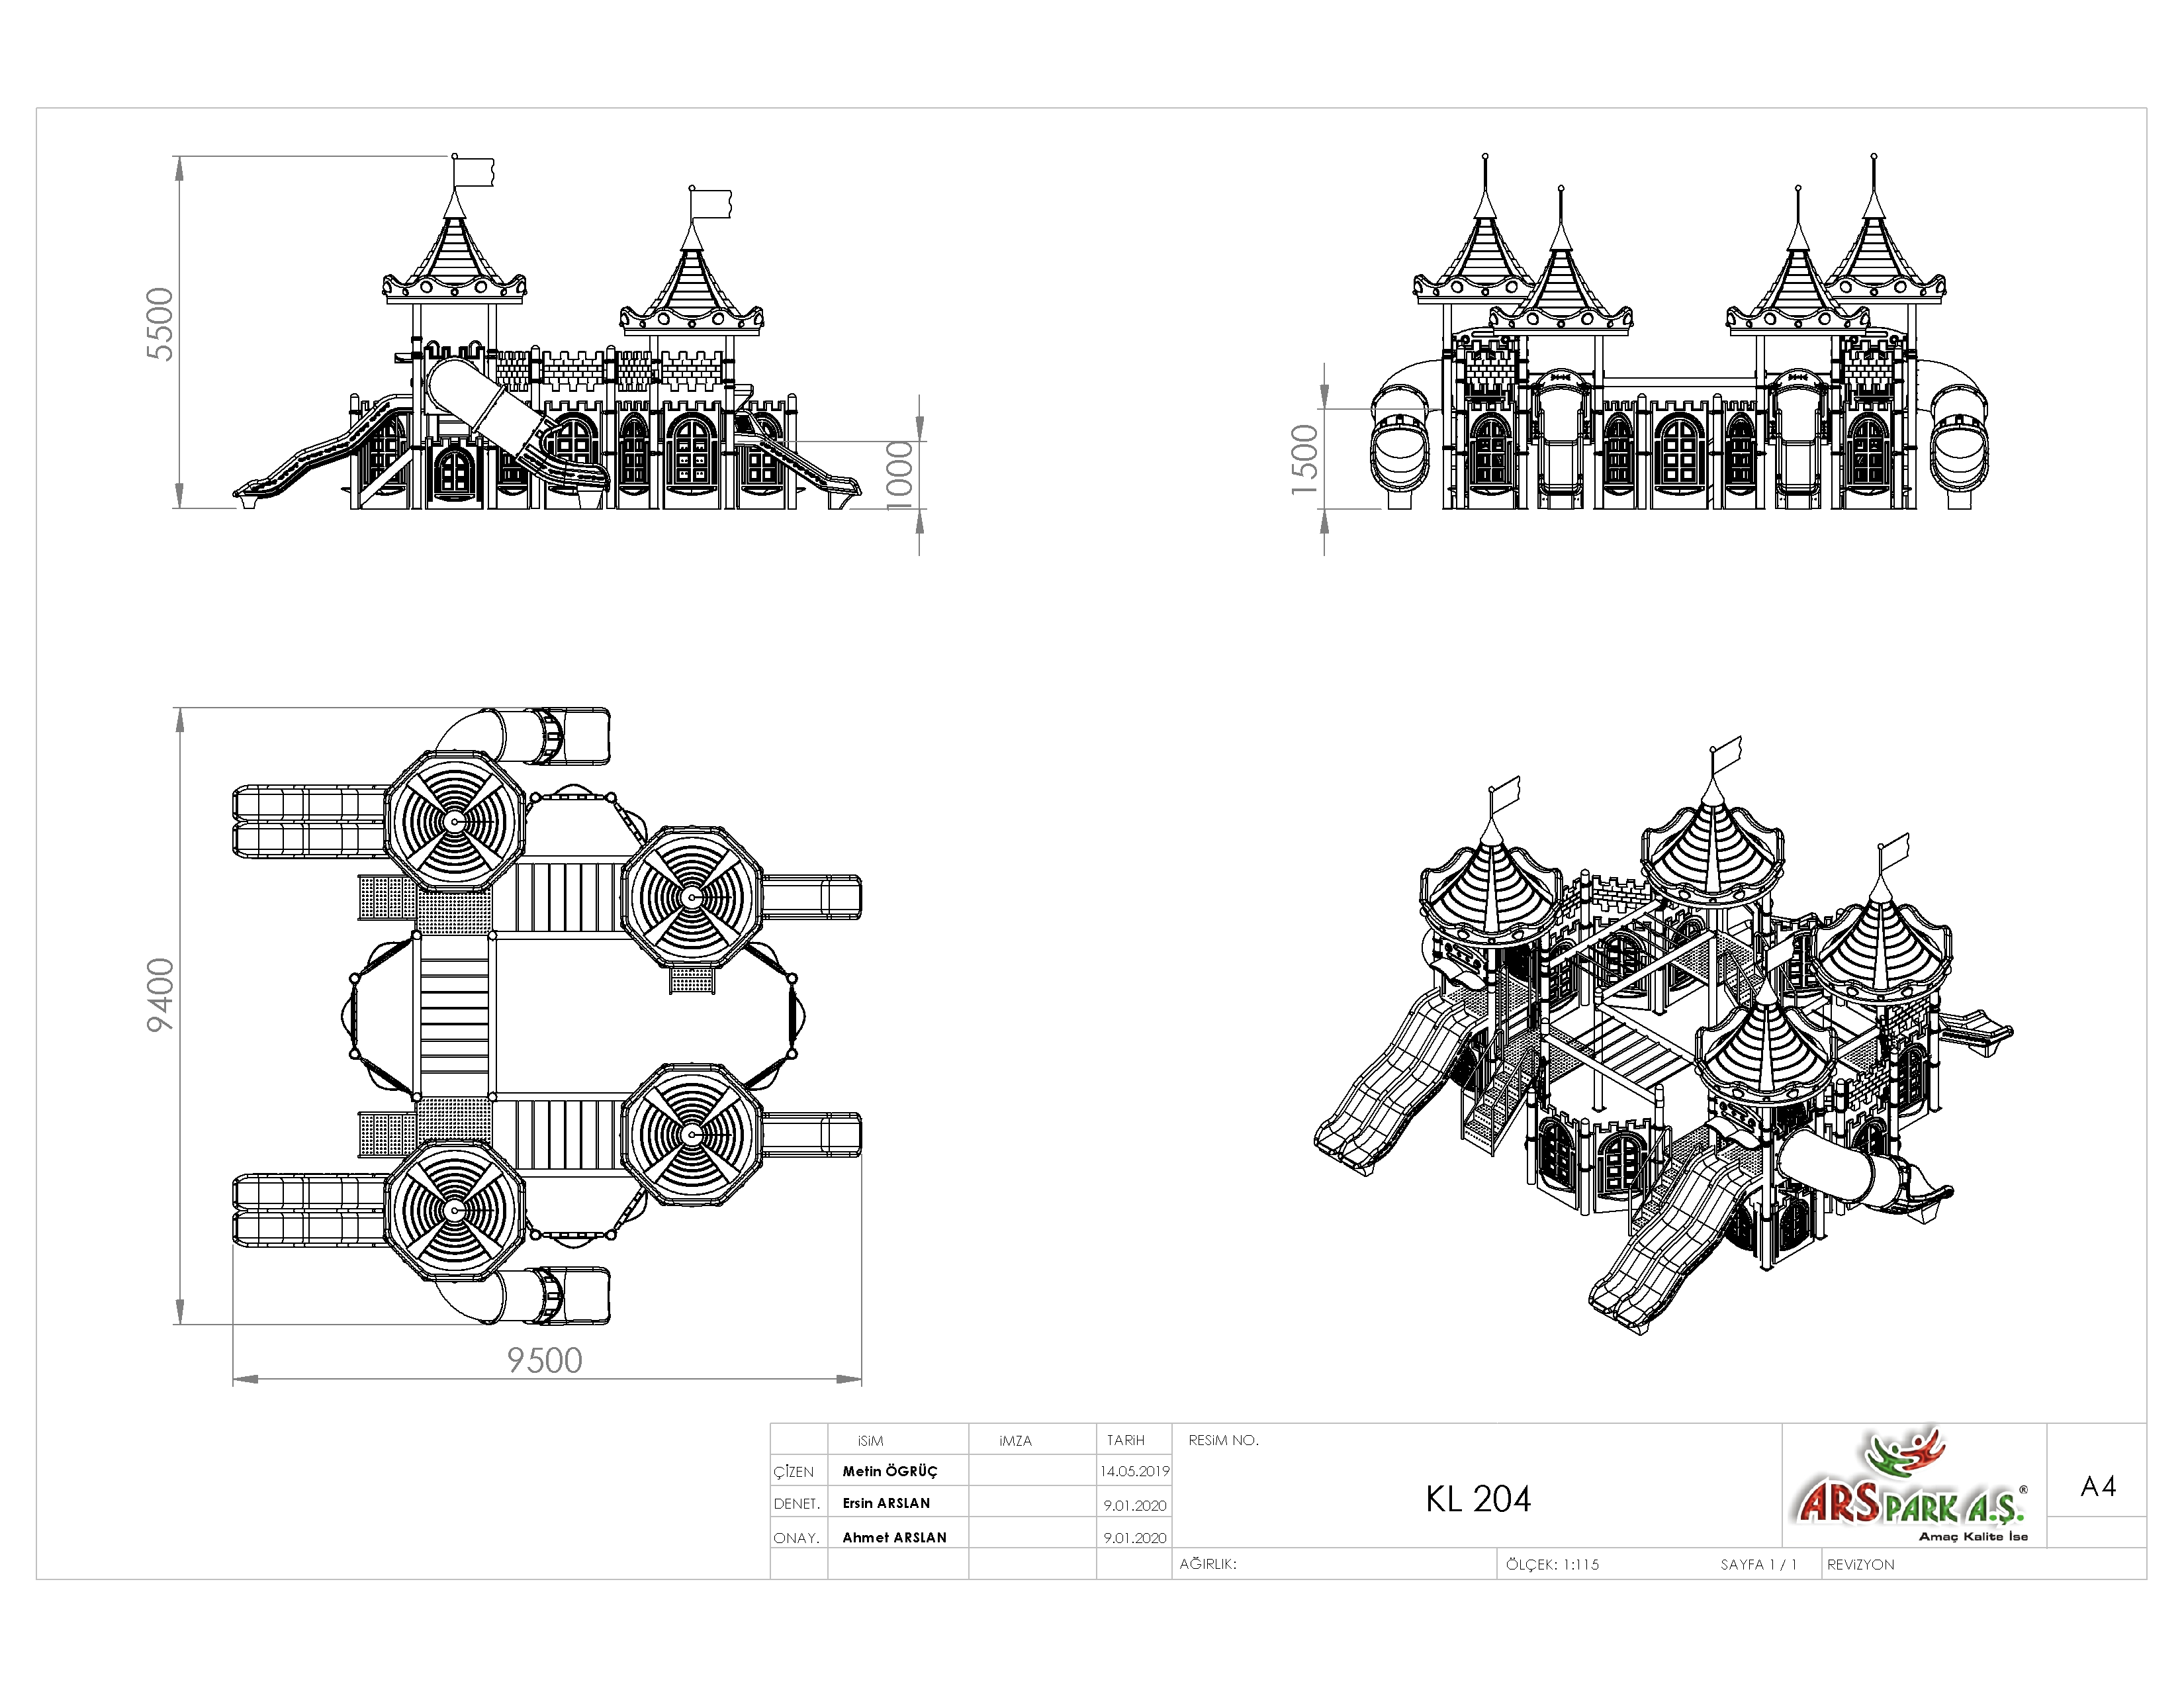 5500
1000
1500
9400
9500
İSİM İMZA TARİH RESİM NO.
ÇİZEN Metin ÖGRÜÇ 14.05.2019
DENET. Ersin ARSLAN 9.01.2020
ONAY. Ahmet ARSLAN 9.01.2020
KL 204
ARSPARK A.Ş.®
Amaç Kalite İse
A4
AĞIRLIK: ÖLÇEK: 1:115 SAYFA 1 / 1 REVİZYON